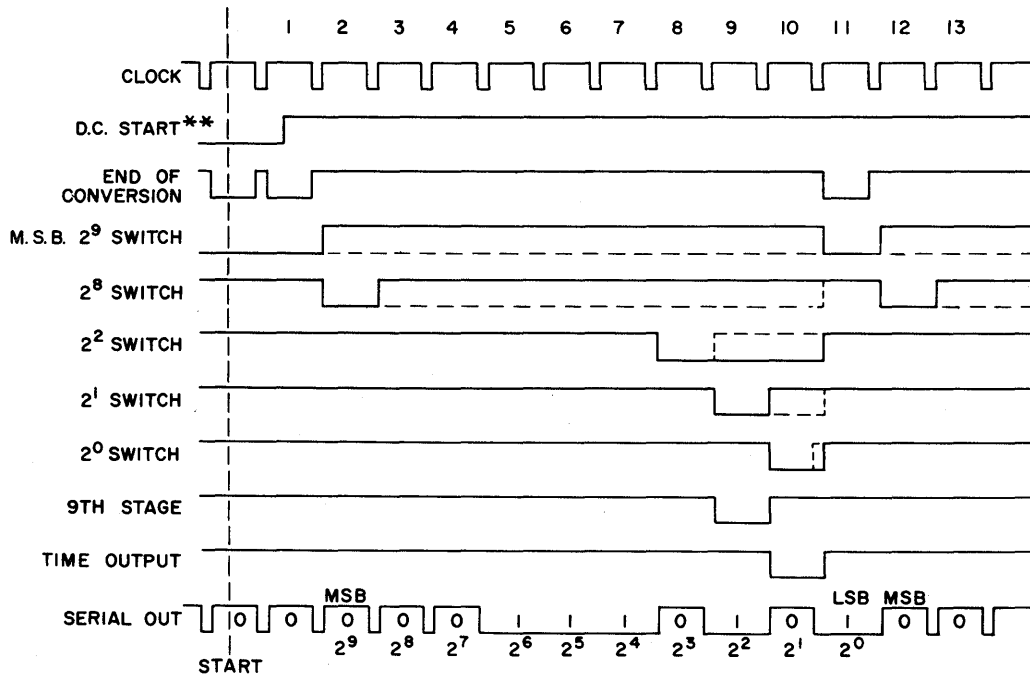 1 2 3 4 5 6 7 8 9 10 11 12 13
CLOCK
D.C. START**
END OF
CONVERSION
M.S.B. 2⁹ SWITCH
2⁸ SWITCH
2² SWITCH
2¹ SWITCH
2⁰ SWITCH
9TH STAGE
TIME OUTPUT
MSB LSB MSB
SERIAL OUT 0 0 0 0 0 1 1 1 0 1 0 1 0 0
2⁹ 2⁸ 2⁷ 2⁶ 2⁵ 2⁴ 2³ 2² 2¹ 2⁰
START